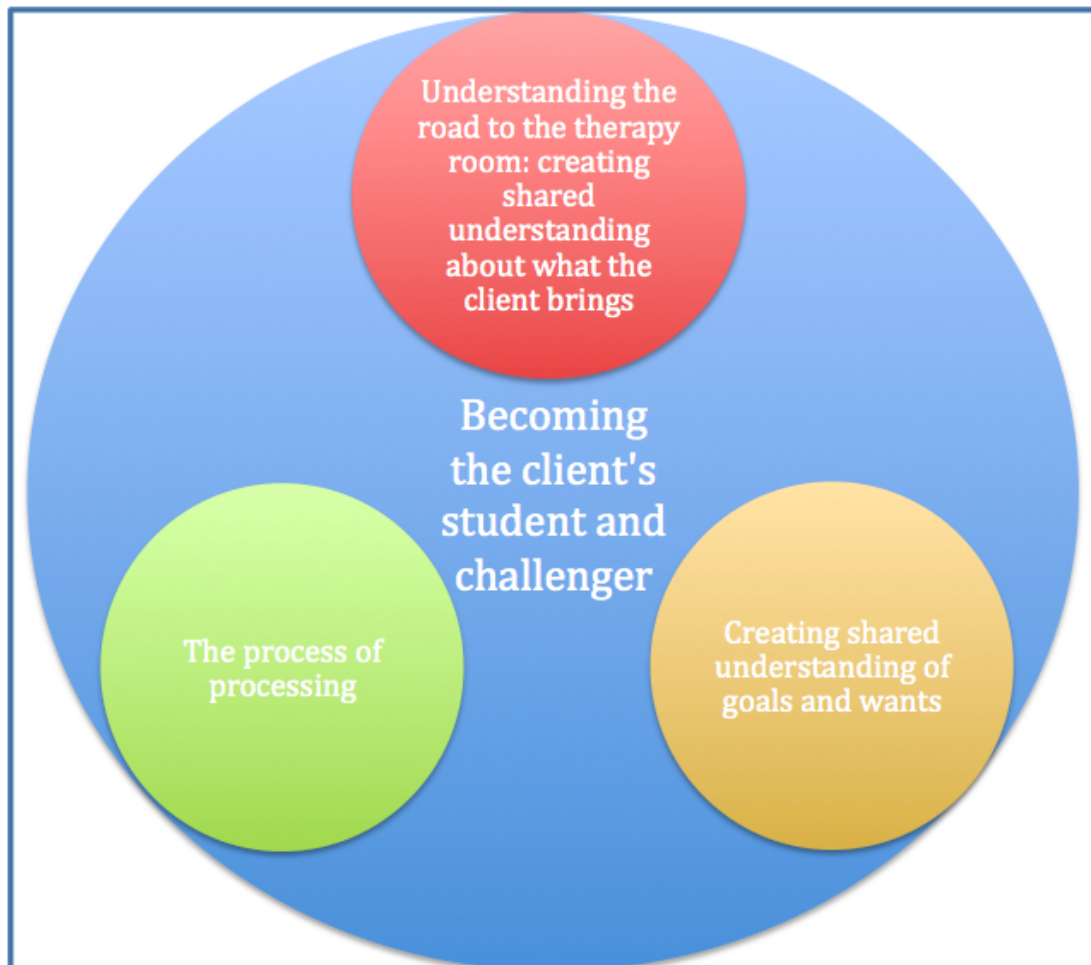 Understanding the
road to the therapy
room: creating
shared
understanding
about what the
client brings
Becoming
the client's
student and
challenger
The process of
processing
Creating shared
understanding of
goals and wants